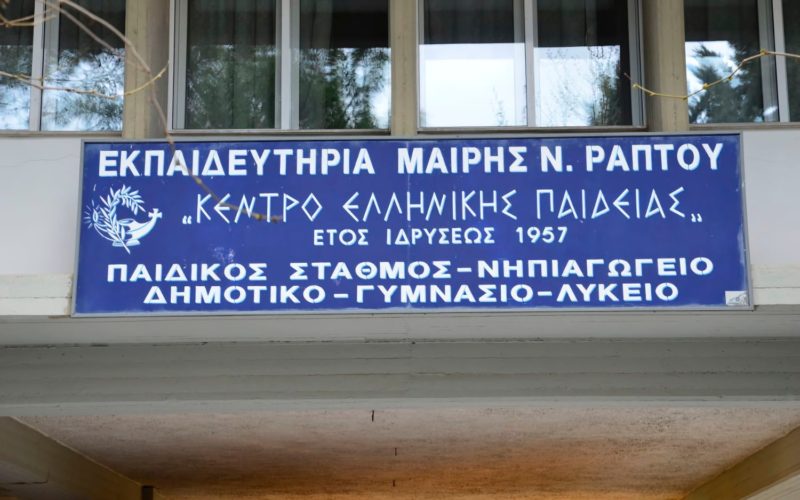 ΕΚΠΑΙΔΕΥΤΗΡΙΑ ΜΑΙΡΗΣ Ν. ΡΑΠΤΟΥ
„ΚΕΝΤΡΟ ΕΛΛΗΝΙΚΗΣ ΠΑΙΔΕΙΑΣ„
ΕΤΟΣ ΙΔΡΥΣΕΩΣ 1957
ΠΑΙΔΙΚΟΣ ΣΤΑΘΜΟΣ–ΝΗΠΙΑΓΩΓΕΙΟ
ΔΗΜΟΤΙΚΟ–ΓΥΜΝΑΣΙΟ–ΛΥΚΕΙΟ